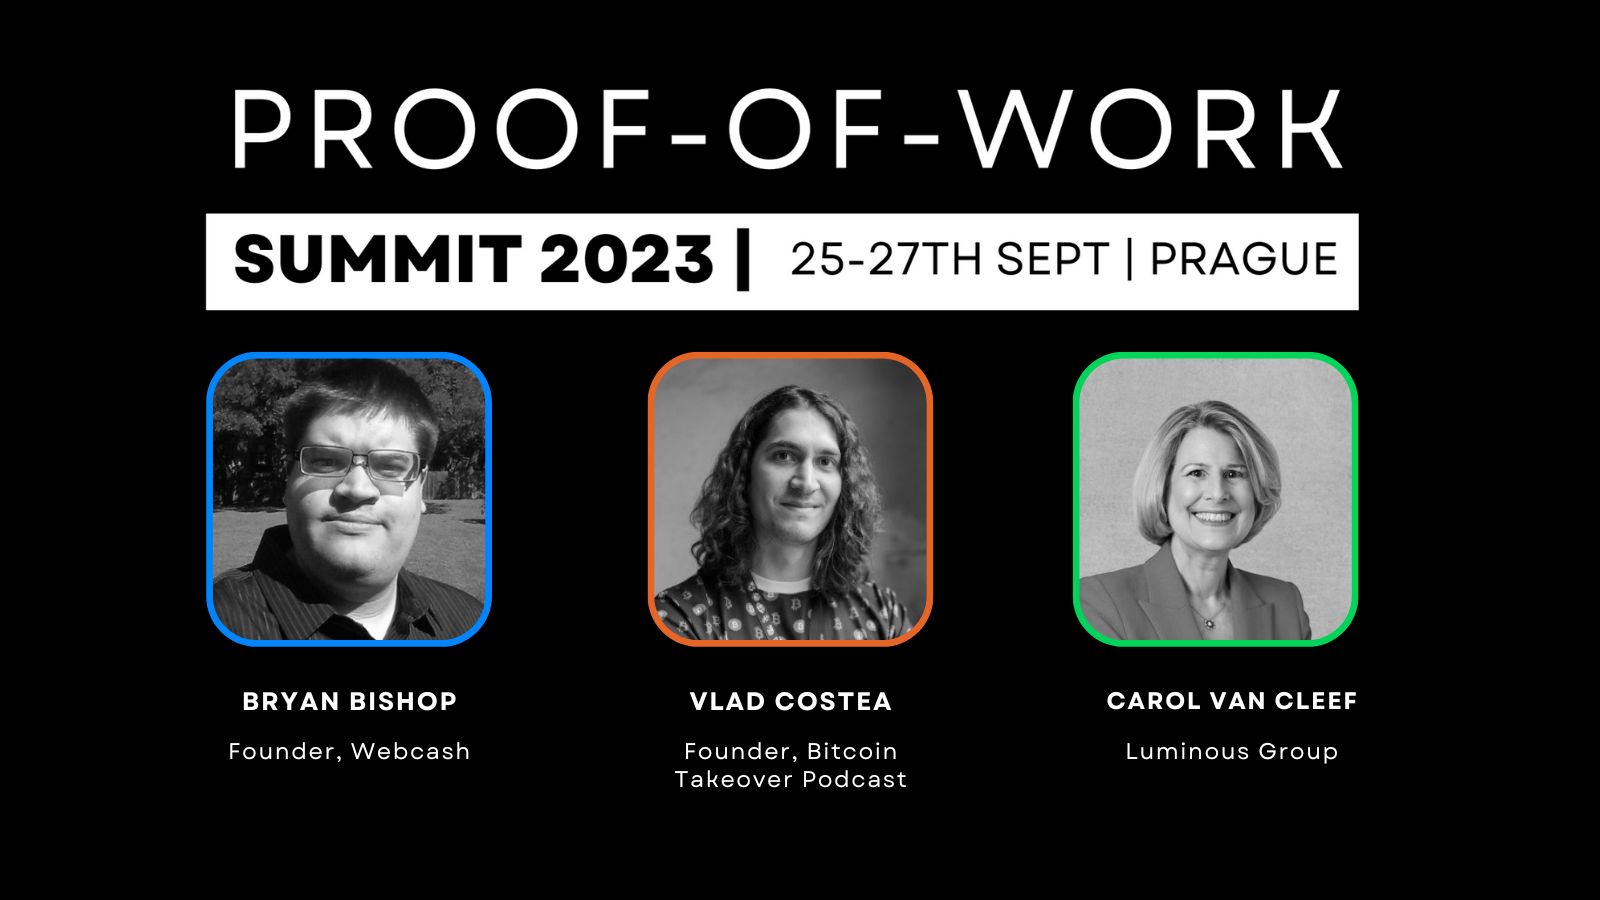 PROOF-OF-WORK
SUMMIT 2023 | 25-27TH SEPT | PRAGUE
BRYAN BISHOP
Founder, Webcash
VLAD COSTEA
Founder, Bitcoin
Takeover Podcast
CAROL VAN CLEEF
Luminous Group